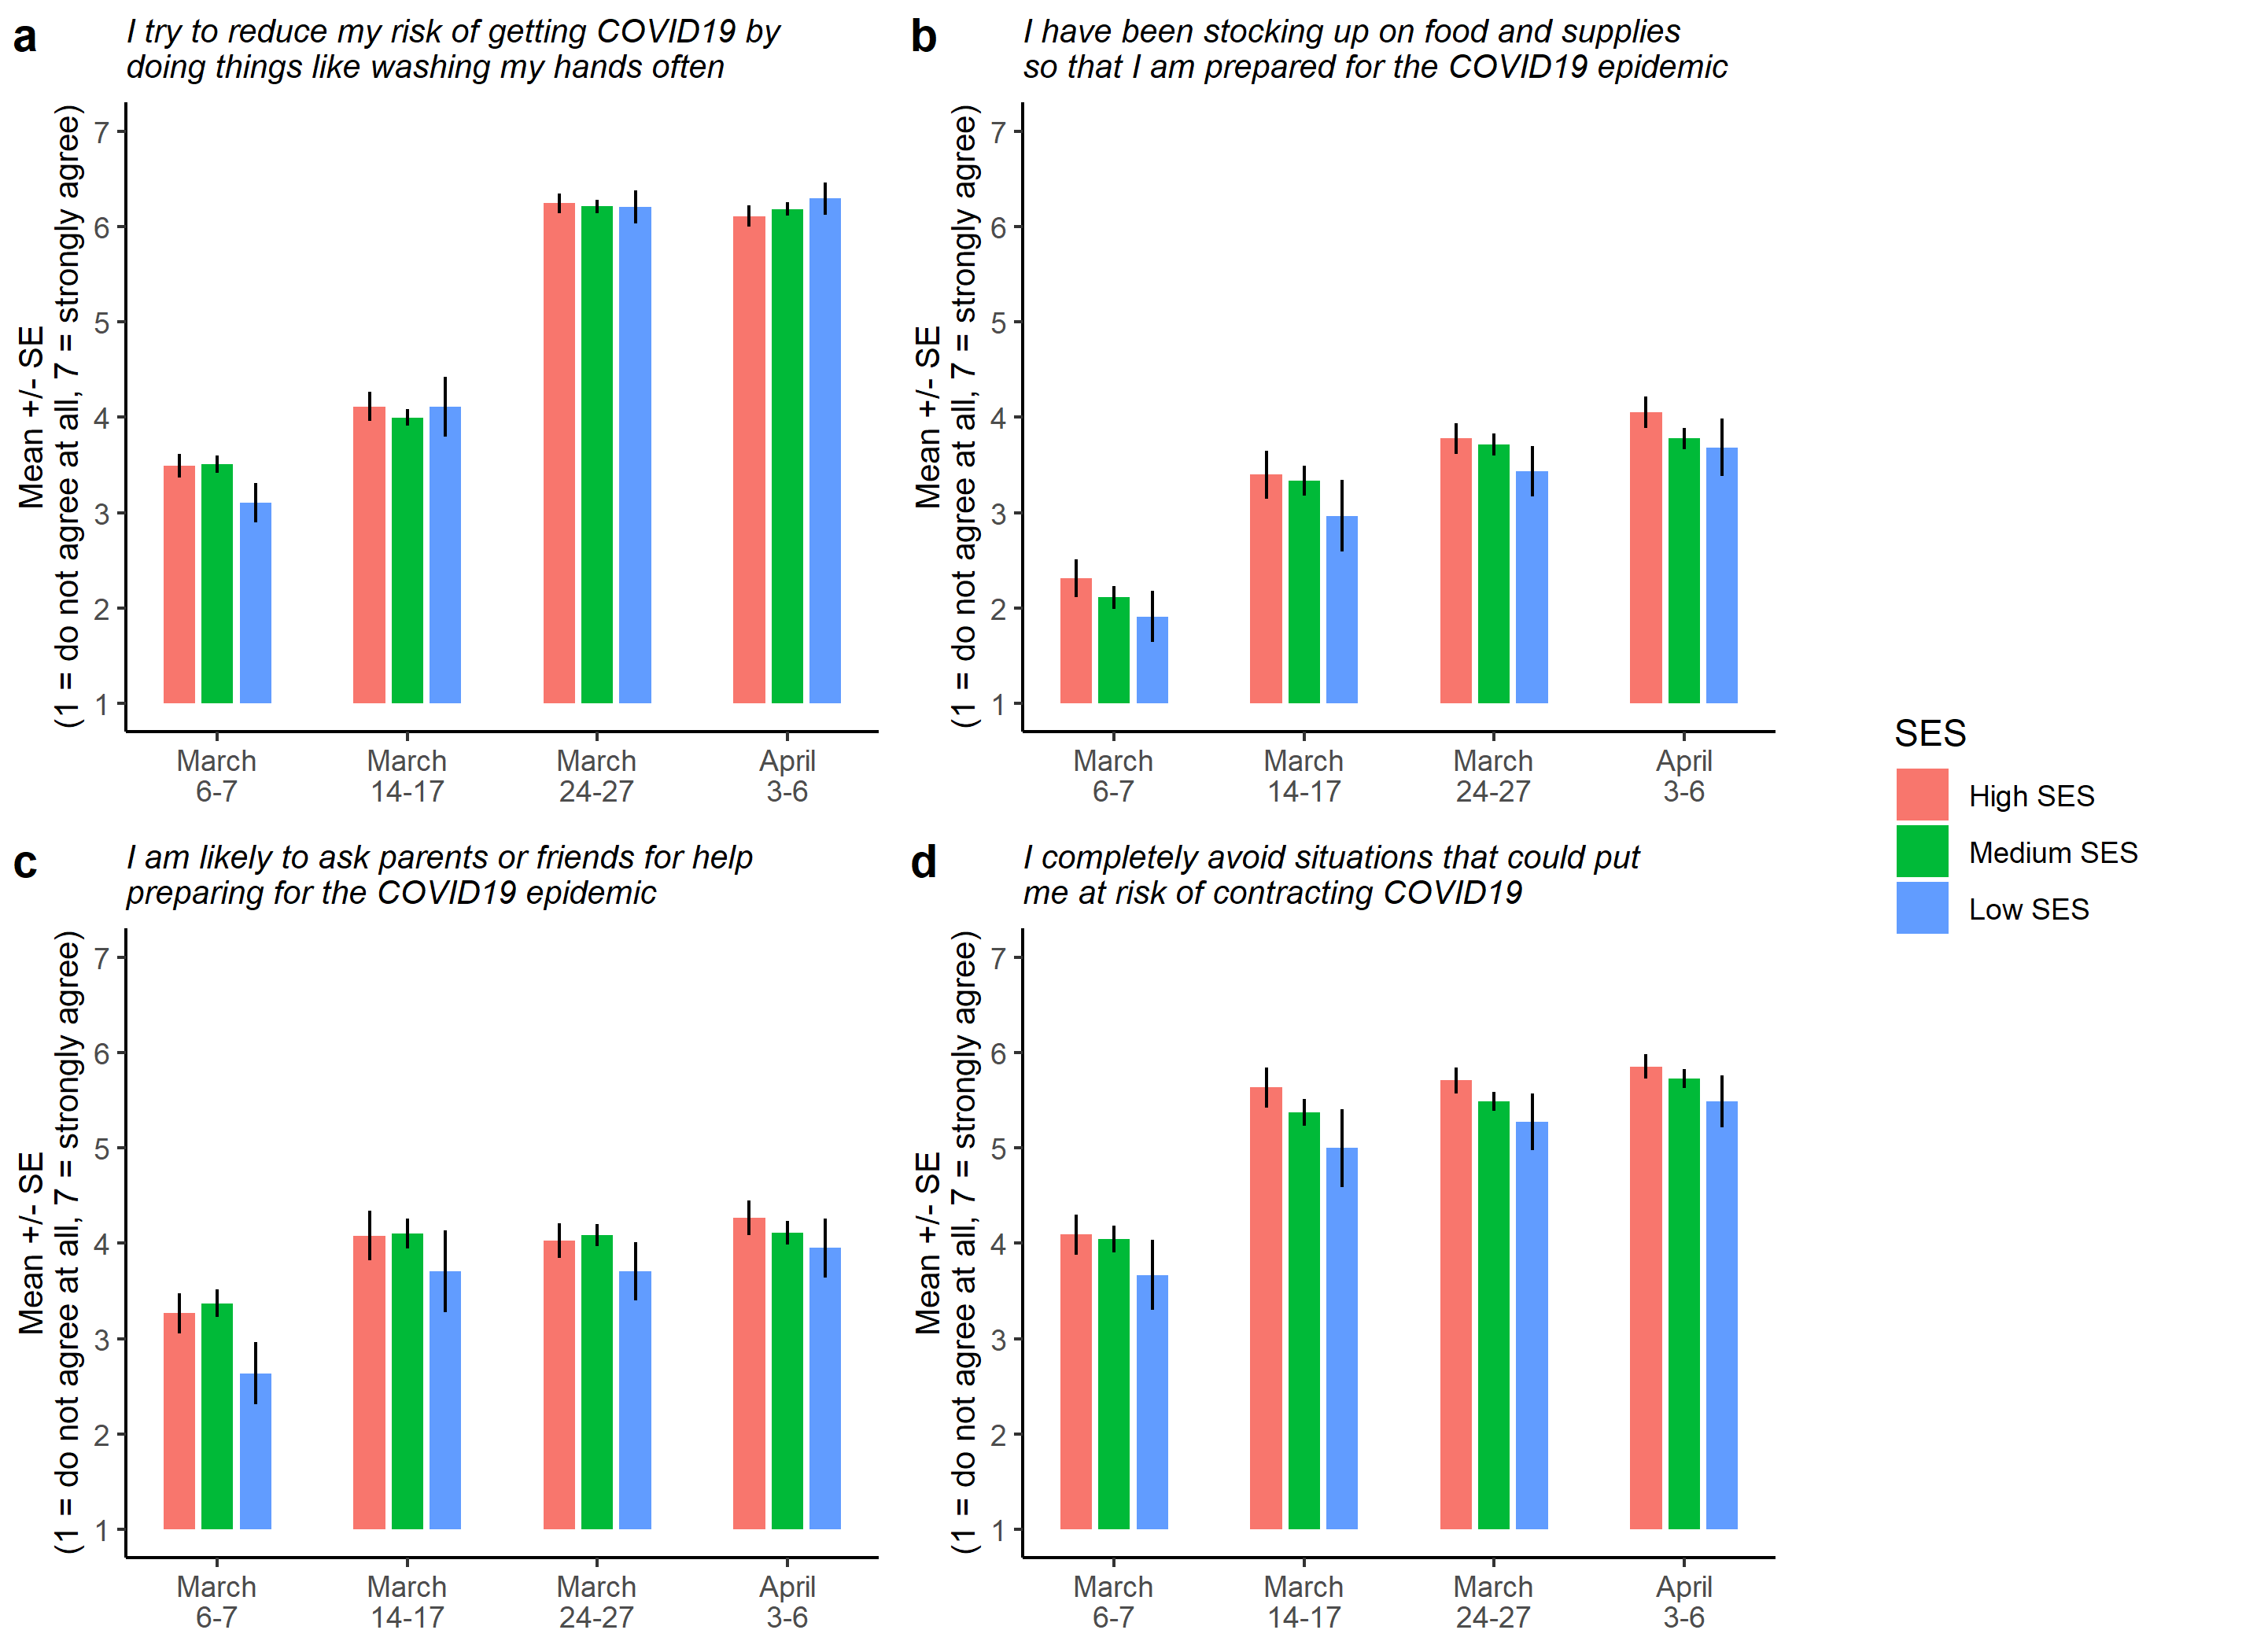 a
I try to reduce my risk of getting COVID19 by
doing things like washing my hands often
Mean +/- SE
(1 = do not agree at all, 7 = strongly agree)
7
6
5
4
3
2
1
March
6-7
March
14-17
March
24-27
April
3-6
b
I have been stocking up on food and supplies
so that I am prepared for the COVID19 epidemic
Mean +/- SE
(1 = do not agree at all, 7 = strongly agree)
7
6
5
4
3
2
1
March
6-7
March
14-17
March
24-27
April
3-6
SES
High SES
Medium SES
Low SES
c
I am likely to ask parents or friends for help
preparing for the COVID19 epidemic
Mean +/- SE
(1 = do not agree at all, 7 = strongly agree)
7
6
5
4
3
2
1
March
6-7
March
14-17
March
24-27
April
3-6
d
I completely avoid situations that could put
me at risk of contracting COVID19
Mean +/- SE
(1 = do not agree at all, 7 = strongly agree)
7
6
5
4
3
2
1
March
6-7
March
14-17
March
24-27
April
3-6